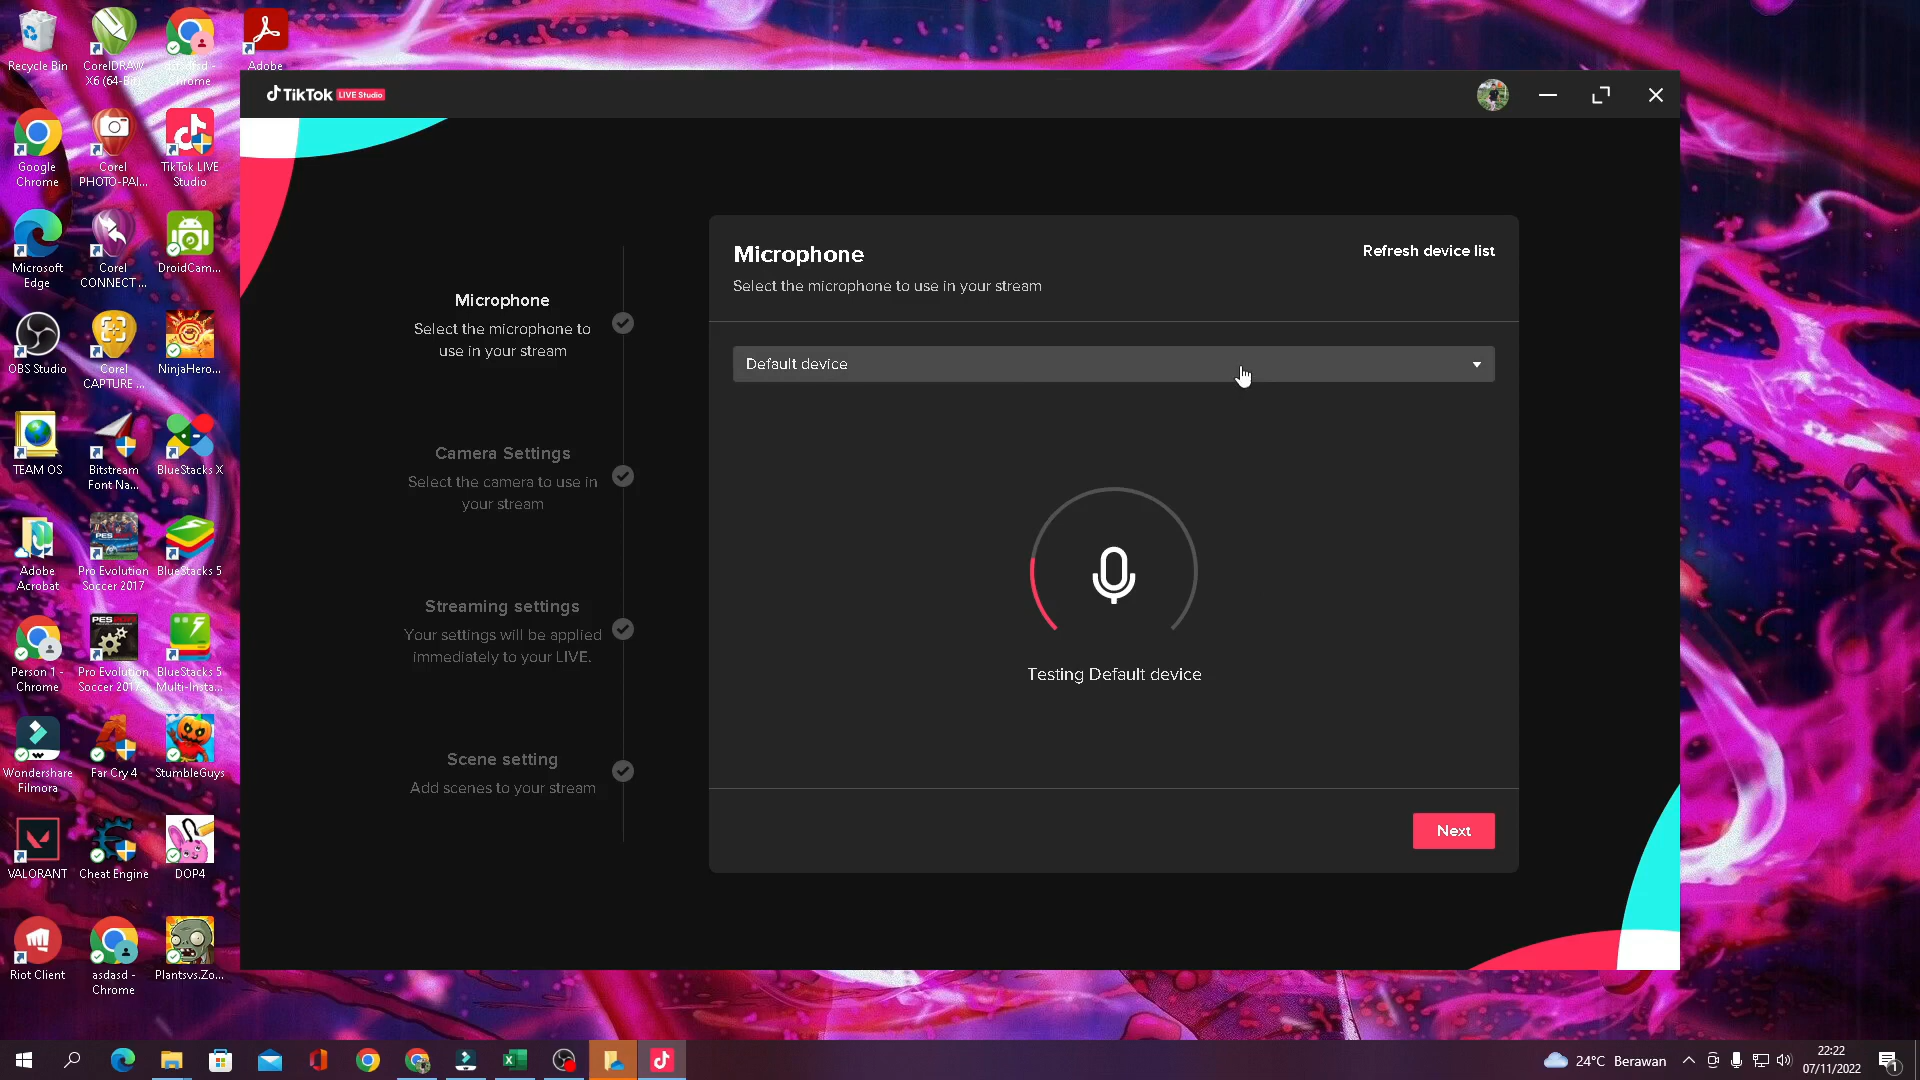 Recycle Bin
CorelDRAW
X6 (64-Bit)
Chrome
Adobe
TikTok LIVE Studio
Google
Chrome
Corel
PHOTO-PAI...
TikTok LIVE
Studio
Microsoft
Edge
Corel
CONNECT ...
DroidCam...
OBS Studio
Corel
CAPTURE ...
NinjaHero...
TEAM OS
Bitstream
Font Na...
BlueStacks X
Adobe
Acrobat
Pro Evolution
Soccer 2017
BlueStacks 5
Person 1 -
Chrome
Pro Evolution
Soccer 2017...
BlueStacks 5
Multi-Insta...
Wondershare
Filmora
Far Cry 4
StumbleGuys
VALORANT
Cheat Engine
DOP4
Riot Client
asdasd -
Chrome
Plantsvs.Zo...
Microphone
Select the microphone to
use in your stream
Camera Settings
Select the camera to use in
your stream
Streaming settings
Your settings will be applied
immediately to your LIVE.
Scene setting
Add scenes to your stream
Microphone
Refresh device list
Select the microphone to use in your stream
Default device
Testing Default device
Next
24°C Berawan
22:22
07/11/2022
1